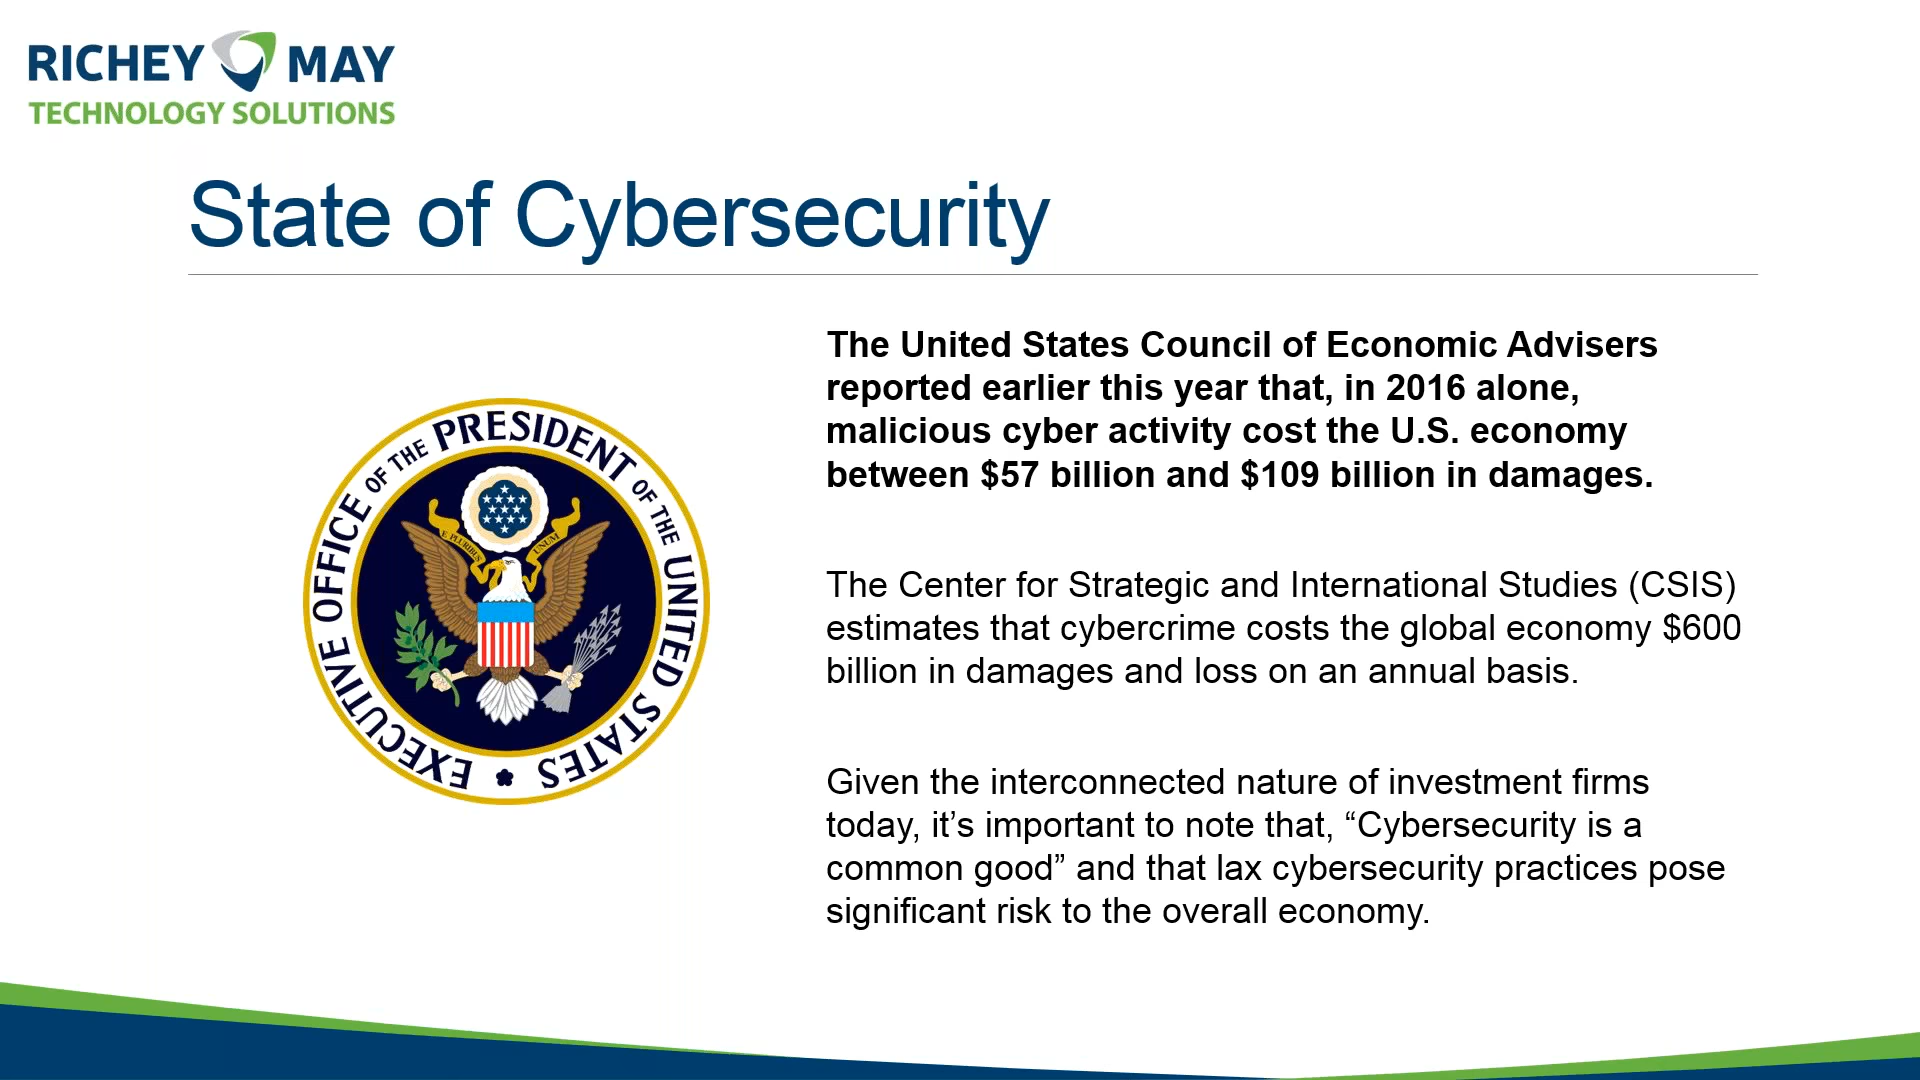 RICHEY MAY
TECHNOLOGY SOLUTIONS
State of Cybersecurity
EXECUTIVE OFFICE OF THE PRESIDENT OF THE UNITED STATES
E PLURIBUS UNUM
The United States Council of Economic Advisers
reported earlier this year that, in 2016 alone,
malicious cyber activity cost the U.S. economy
between $57 billion and $109 billion in damages.
The Center for Strategic and International Studies (CSIS)
estimates that cybercrime costs the global economy $600
billion in damages and loss on an annual basis.
Given the interconnected nature of investment firms
today, it’s important to note that, “Cybersecurity is a
common good” and that lax cybersecurity practices pose
significant risk to the overall economy.